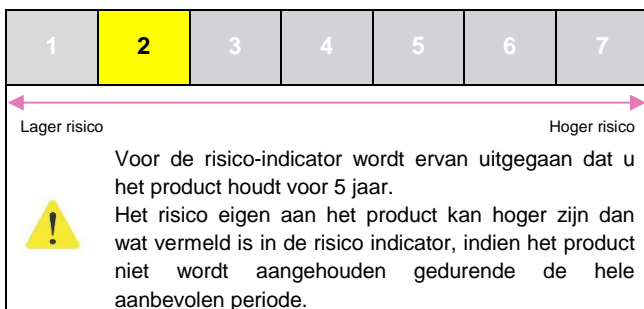 1 2 3 4 5 6 7
Lager risico Hoger risico
Voor de risico-indicator wordt ervan uitgegaan dat u
het product houdt voor 5 jaar.
Het risico eigen aan het product kan hoger zijn dan
wat vermeld is in de risico indicator, indien het product
niet wordt aangehouden gedurende de hele
aanbevolen periode.